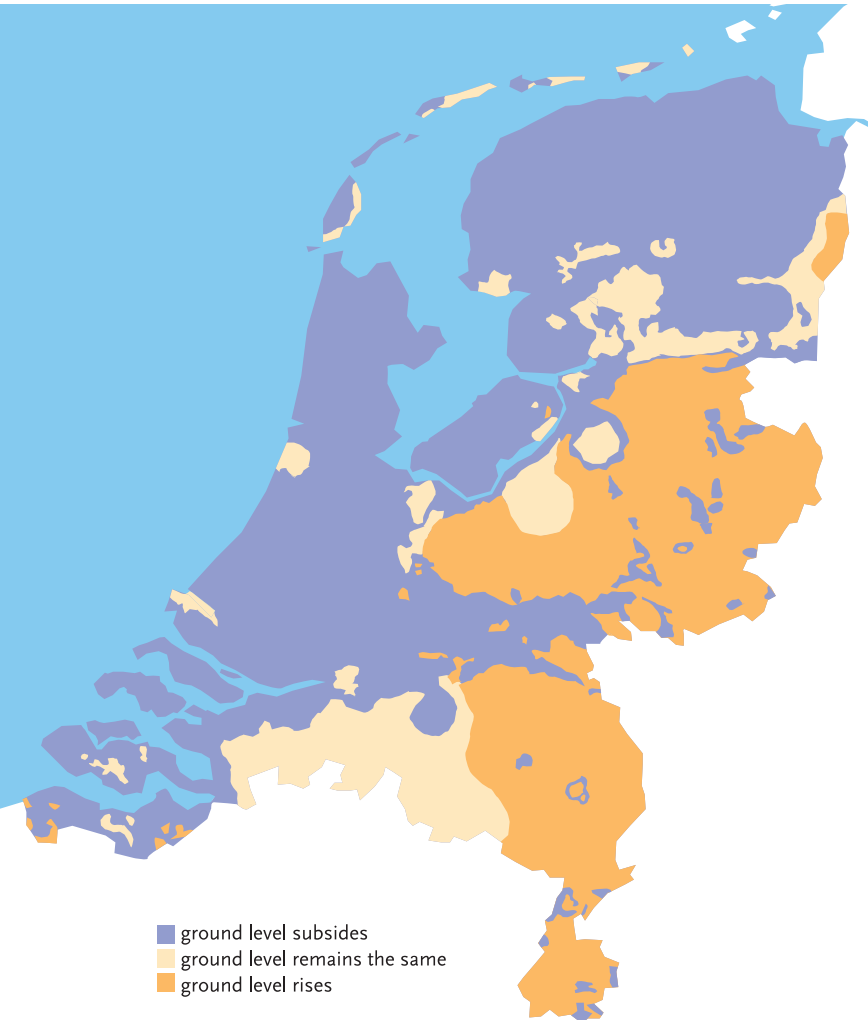 ground level subsides
ground level remains the same
ground level rises